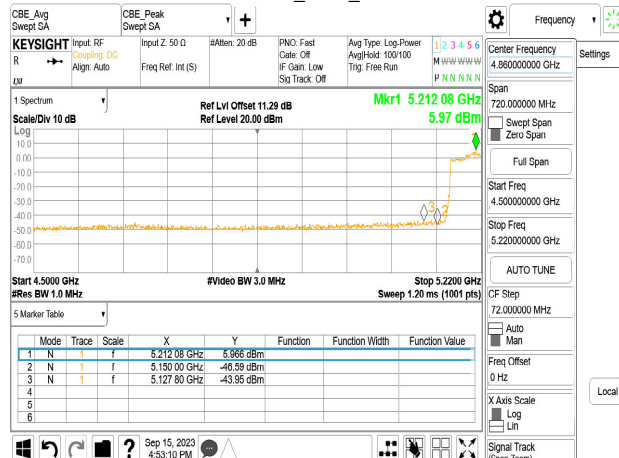 CBE_Avg
Swept SA
CBE_Peak
Swept SA
Frequency
KEYSIGHT
R
Input: RF
Coupling: DC
Align: Auto
Input Z: 50 Ω
Freq Ref: Int (S)
#Atten: 20 dB
PNO: Fast
Gate: Off
IF Gain: Low
Sig Track: Off
Avg Type: Log-Power
Avg|Hold: 100/100
Trig: Free Run
1 2 3 4 5 6
M W W W W W
P N N N N N
Center Frequency
4.860000000 GHz
Settings
Span
720.000000 MHz
Swept Span
Zero Span
Full Span
Start Freq
4.500000000 GHz
Stop Freq
5.220000000 GHz
AUTO TUNE
CF Step
72.000000 MHz
Auto
Man
Freq Offset
0 Hz
X Axis Scale
Log
Lin
Local
Signal Track
(Span Zoom)
1 Spectrum
Scale/Div 10 dB
Ref Lvl Offset 11.29 dB
Ref Level 20.00 dBm
Mkr1 5.212 08 GHz
5.97 dBm
Log
10.0
0.00
-10.0
-20.0
-30.0
-40.0
-50.0
-60.0
-70.0
3
2
Start 4.5000 GHz
#Res BW 1.0 MHz
#Video BW 3.0 MHz
Stop 5.2200 GHz
Sweep 1.20 ms (1001 pts)
5 Marker Table
Mode Trace Scale X Y Function Function Width Function Value
1 N 1 f 5.212 08 GHz 5.966 dBm
2 N 1 f 5.150 00 GHz -46.59 dBm
3 N 1 f 5.127 80 GHz -43.95 dBm
4
5
6
?
Sep 15, 2023
4:53:10 PM